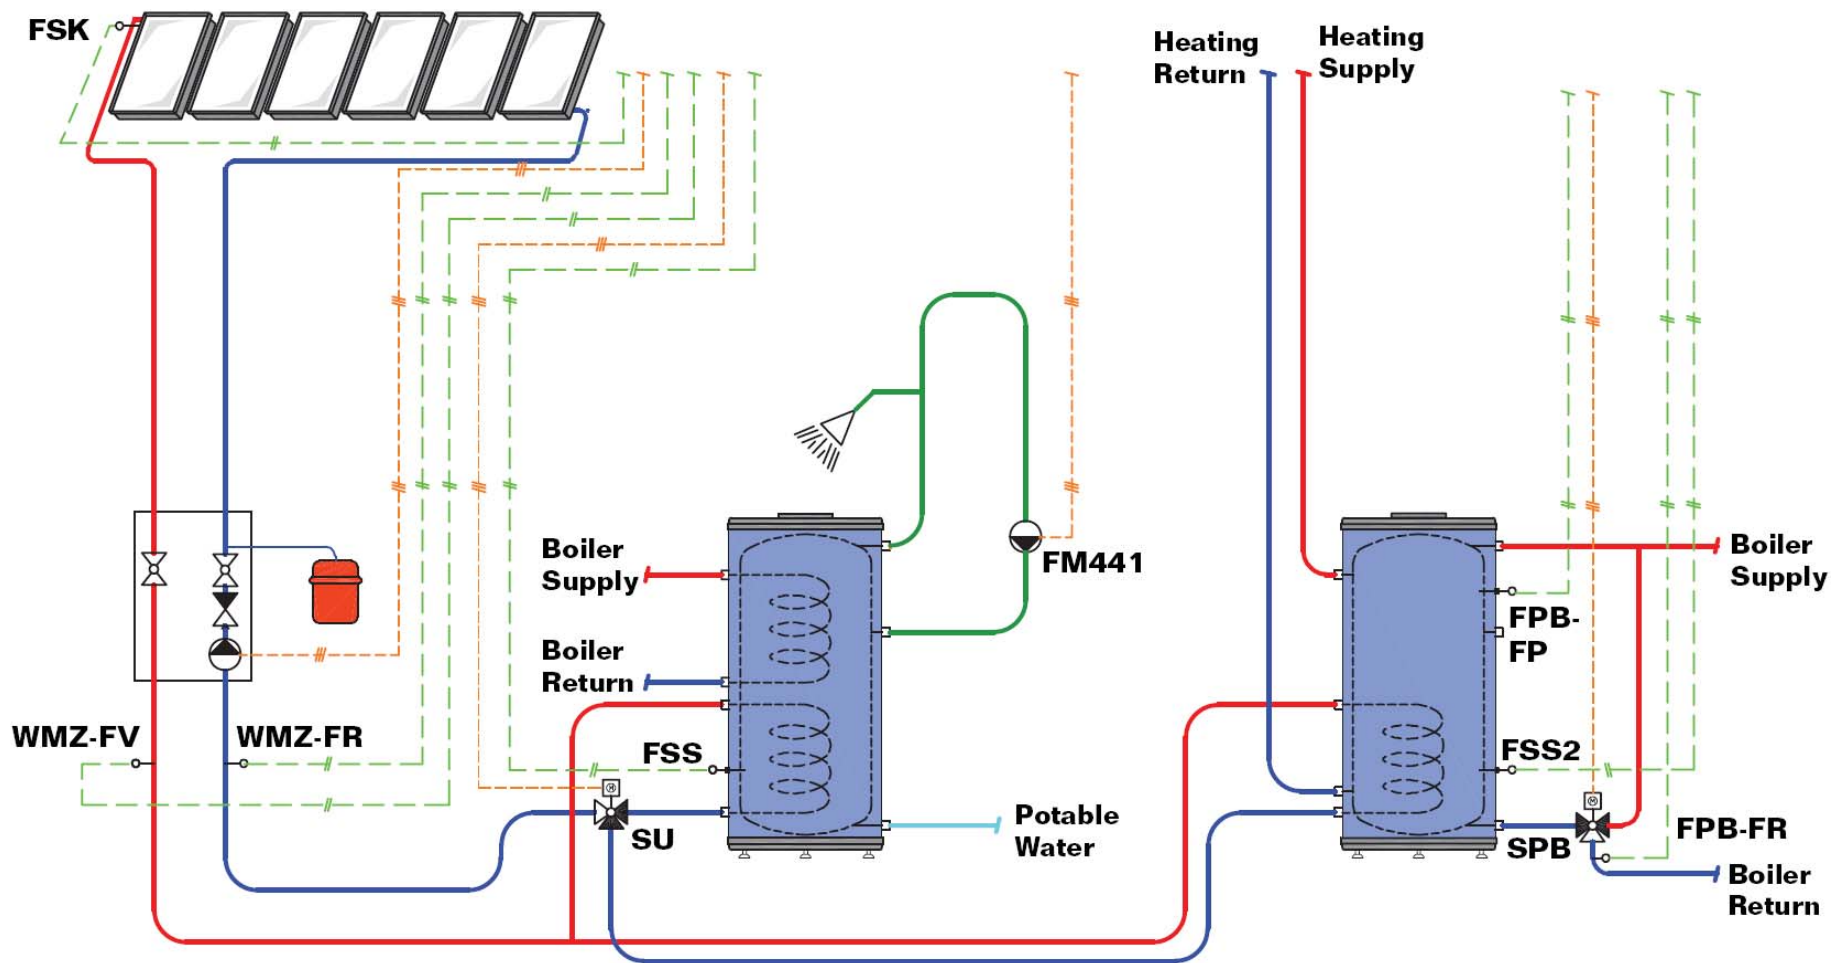 FSK
Heating
Return
Heating
Supply
Boiler
Supply
FM441
Boiler
Supply
FPB-
FP
Boiler
Return
WMZ-FV
WMZ-FR
FSS
FSS2
M
M
SU
Potable
Water
SPB
FPB-FR
Boiler
Return